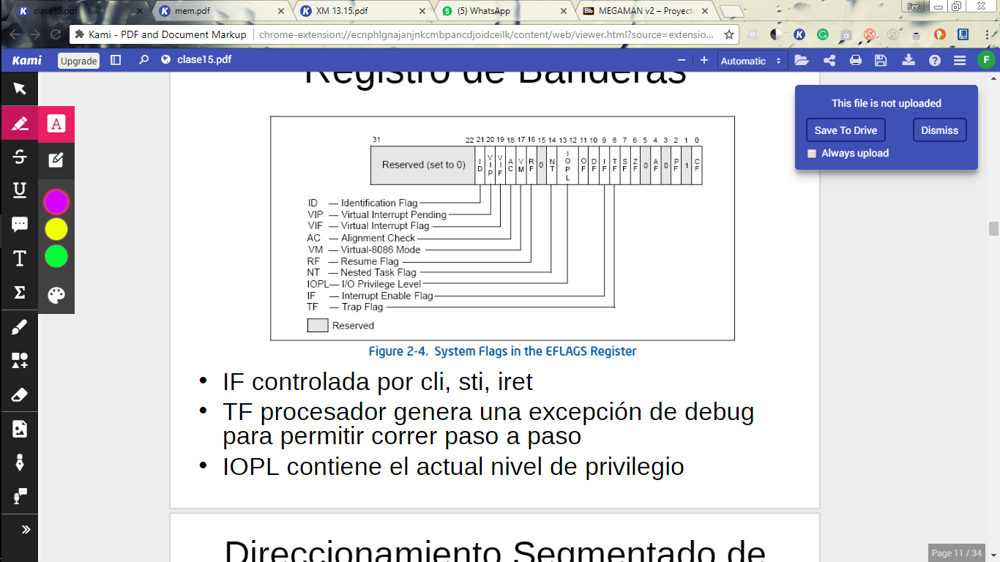 clase15.pdf
mem.pdf
XM 13.15.pdf
(5) WhatsApp
Bb
MEGAMAN v2 – Proyecto
Fer
Kami - PDF and Document Markup
chrome-extension://ecnphlgnajanjnkcmbpancdjoidceilk/content/web/viewer.html?source=extensio...
Kami
Upgrade
clase15.pdf
Automatic
F
This file is not uploaded
Save To Drive
Dismiss
Always upload
Registro de Banderas
31 22 21 20 19 18 17 16 15 14 13 12 11 10 9 8 7 6 5 4 3 2 1 0
Reserved (set to 0) ID VIP VIF AC VM RF 0 NT IOPL OF DF IF TF SF ZF 0 AF 0 PF 1 CF
ID — Identification Flag
VIP — Virtual Interrupt Pending
VIF — Virtual Interrupt Flag
AC — Alignment Check
VM — Virtual-8086 Mode
RF — Resume Flag
NT — Nested Task Flag
IOPL— I/O Privilege Level
IF — Interrupt Enable Flag
TF — Trap Flag
Reserved
Figure 2-4. System Flags in the EFLAGS Register
• IF controlada por cli, sti, iret
• TF procesador genera una excepción de debug
para permitir correr paso a paso
• IOPL contiene el actual nivel de privilegio
Direccionamiento Segmentado de
Page 11 / 34